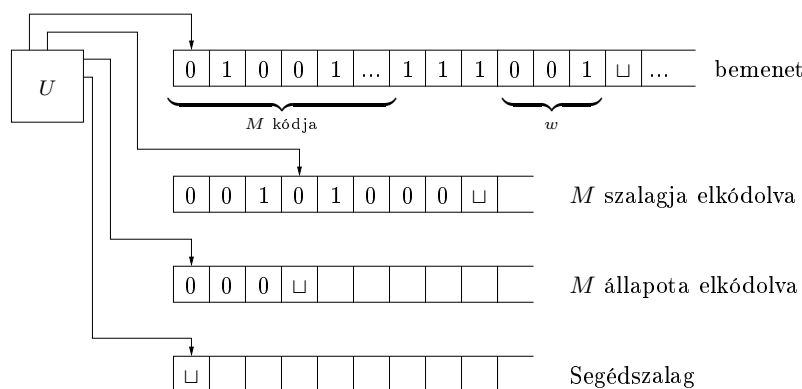 0 1 0 0 1 ... 1 1 1 0 0 1 ⊔ ... bemenet
U
M kódja w
0 0 1 0 1 0 0 0 ⊔ M szalagja elkódolva
0 0 0 ⊔ M állapota elkódolva
⊔ Segédszalag